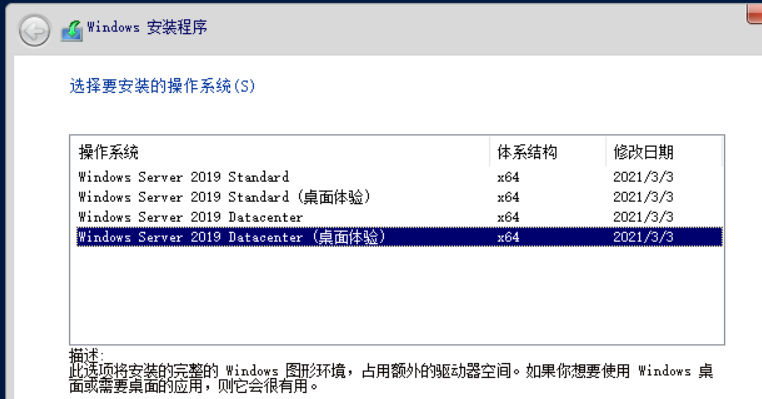 Windows 安装程序
选择要安装的操作系统(S)
操作系统 体系结构 修改日期
Windows Server 2019 Standard x64 2021/3/3
Windows Server 2019 Standard (桌面体验) x64 2021/3/3
Windows Server 2019 Datacenter x64 2021/3/3
Windows Server 2019 Datacenter (桌面体验) x64 2021/3/3
描述:
此选项将安装的完整的 Windows 图形环境，占用额外的驱动器空间。如果你想要使用 Windows 桌
面或需要桌面的应用，则它会很有用。